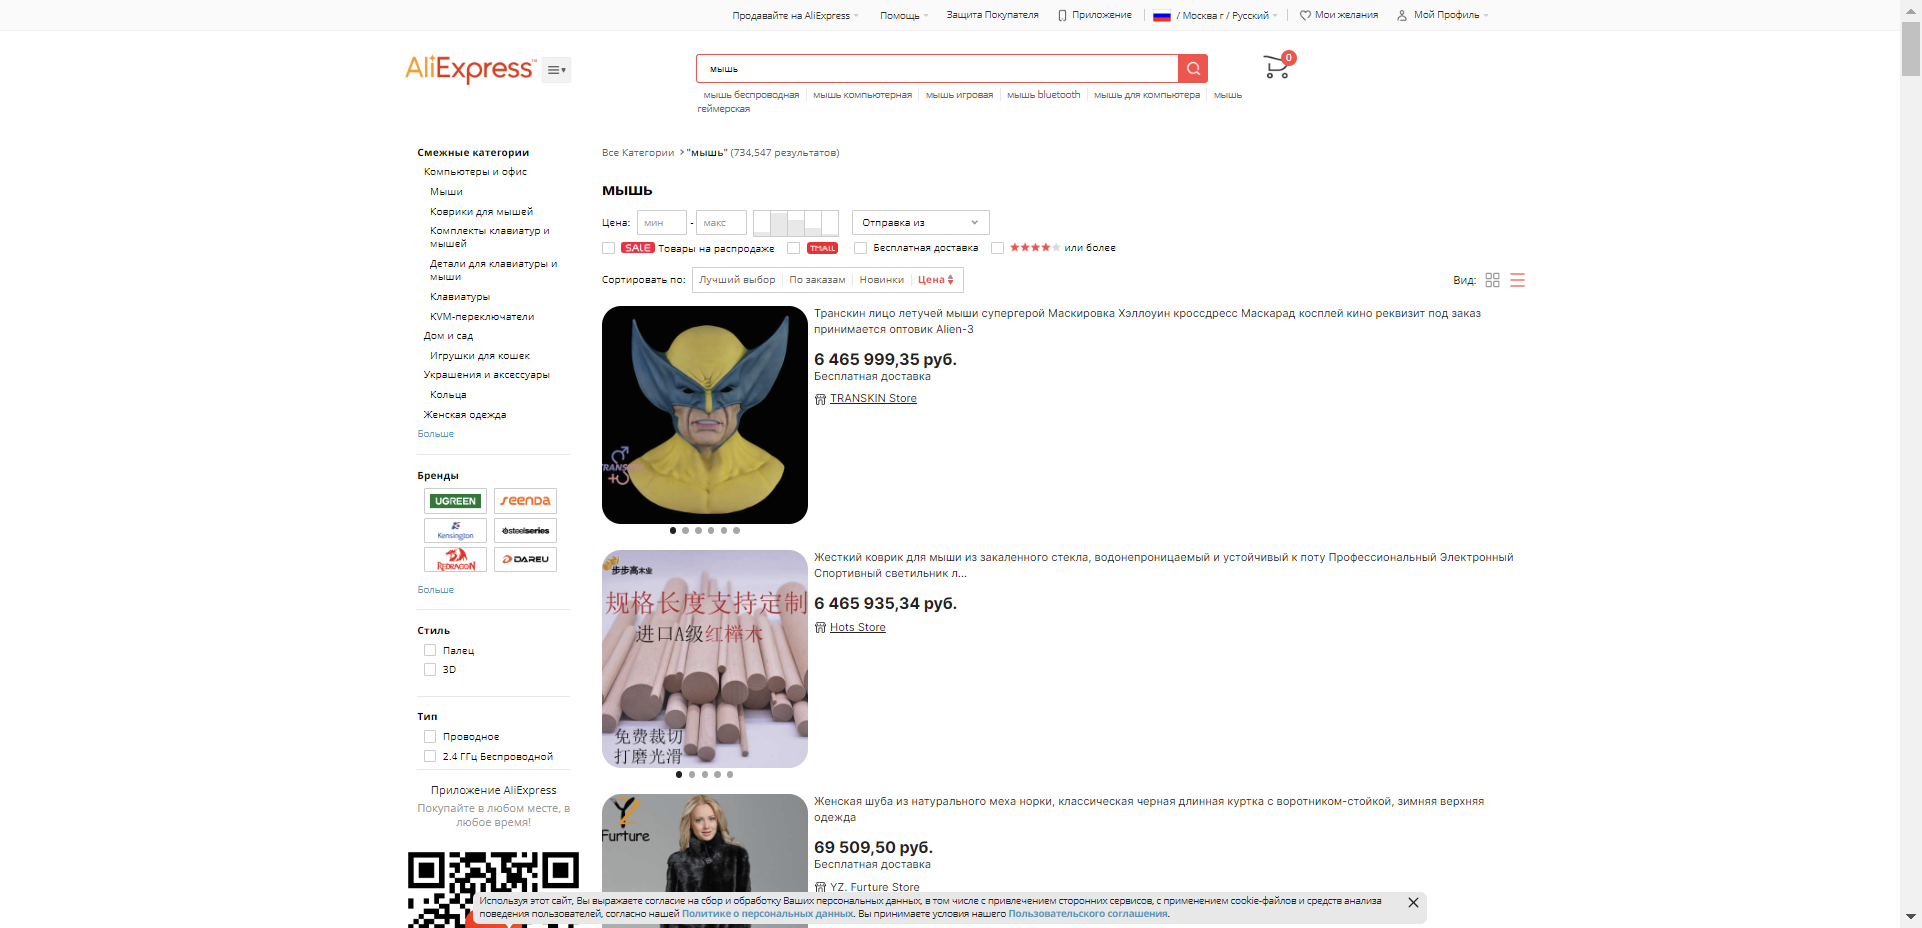 Продавайте на AliExpress
Помощь
Защита Покупателя
Приложение
/ Москва г / Русский
Мои желания
Мой Профиль
AliExpress™
мышь
0
мышь беспроводная
мышь компьютерная
мышь игровая
мышь bluetooth
мышь для компьютера
мышь
геймерская
Смежные категории
Компьютеры и офис
Мыши
Коврики для мышей
Комплекты клавиатур и
мышей
Детали для клавиатуры и
мыши
Клавиатуры
KVM-переключатели
Дом и сад
Игрушки для кошек
Украшения и аксессуары
Кольца
Женская одежда
Больше
Бренды
UGREEN
SEENDA
Kensington
steelseries
REDRAGON
DAREU
Больше
Стиль
Палец
3D
Тип
Проводное
2.4 ГГц Беспроводной
Приложение AliExpress
Покупайте в любом месте, в
любое время!
Все Категории > "мышь" (734,547 результатов)
мышь
Цена: мин - макс
Отправка из
SALE Товары на распродаже
TMALL
Бесплатная доставка
или более
Сортировать по: Лучший выбор По заказам Новинки Цена
Вид:
TRANSKIN
Транскин лицо летучей мыши супергерой Маскировка Хэллоуин кроссдресс Маскарад косплей кино реквизит под заказ
принимается оптовик Alien-3
6 465 999,35 руб.
Бесплатная доставка
TRANSKIN Store
步步高木业
规格长度支持定制
进口A级红榉木
免费裁切
打磨光滑
Жесткий коврик для мыши из закаленного стекла, водонепроницаемый и устойчивый к поту Профессиональный Электронный
Спортивный светильник л...
6 465 935,34 руб.
Hots Store
YZ
Furture
Женская шуба из натурального меха норки, классическая черная длинная куртка с воротником-стойкой, зимняя верхняя
одежда
69 509,50 руб.
Бесплатная доставка
YZ. Furture Store
Используя этот сайт, Вы выражаете согласие на сбор и обработку Ваших персональных данных, в том числе с привлечением сторонних сервисов, с применением cookie-файлов и средств анализа
поведения пользователей, согласно нашей Политике о персональных данных. Вы принимаете условия нашего Пользовательского соглашения.